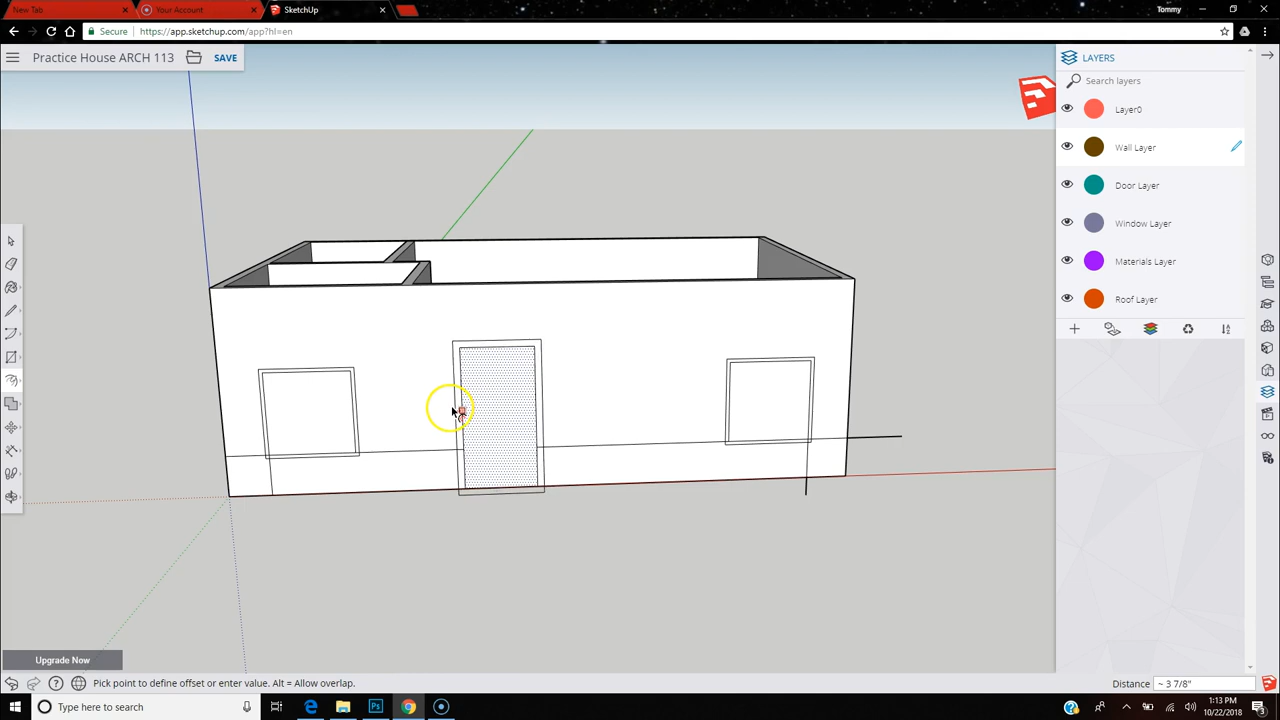 New Tab
Your Account
SketchUp
Tommy
Secure
https://app.sketchup.com/app?hl=en
Practice House ARCH 113
SAVE
LAYERS
Search layers
Layer0
Wall Layer
Door Layer
Window Layer
Materials Layer
Roof Layer
Upgrade Now
Pick point to define offset or enter value. Alt = Allow overlap.
Distance
~ 3 7/8"
Type here to search
Ps
1:13 PM
10/22/2018
3